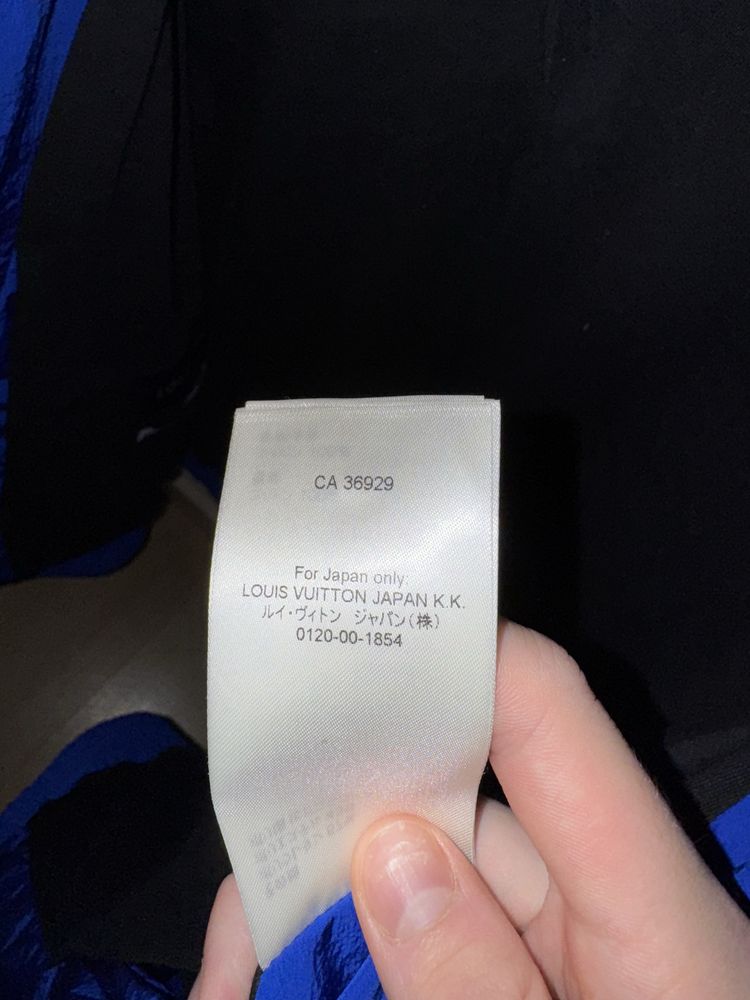 CA 36929
For Japan only:
LOUIS VUITTON JAPAN K.K.
ルイ・ヴィトン ジャパン(株)
0120-00-1854